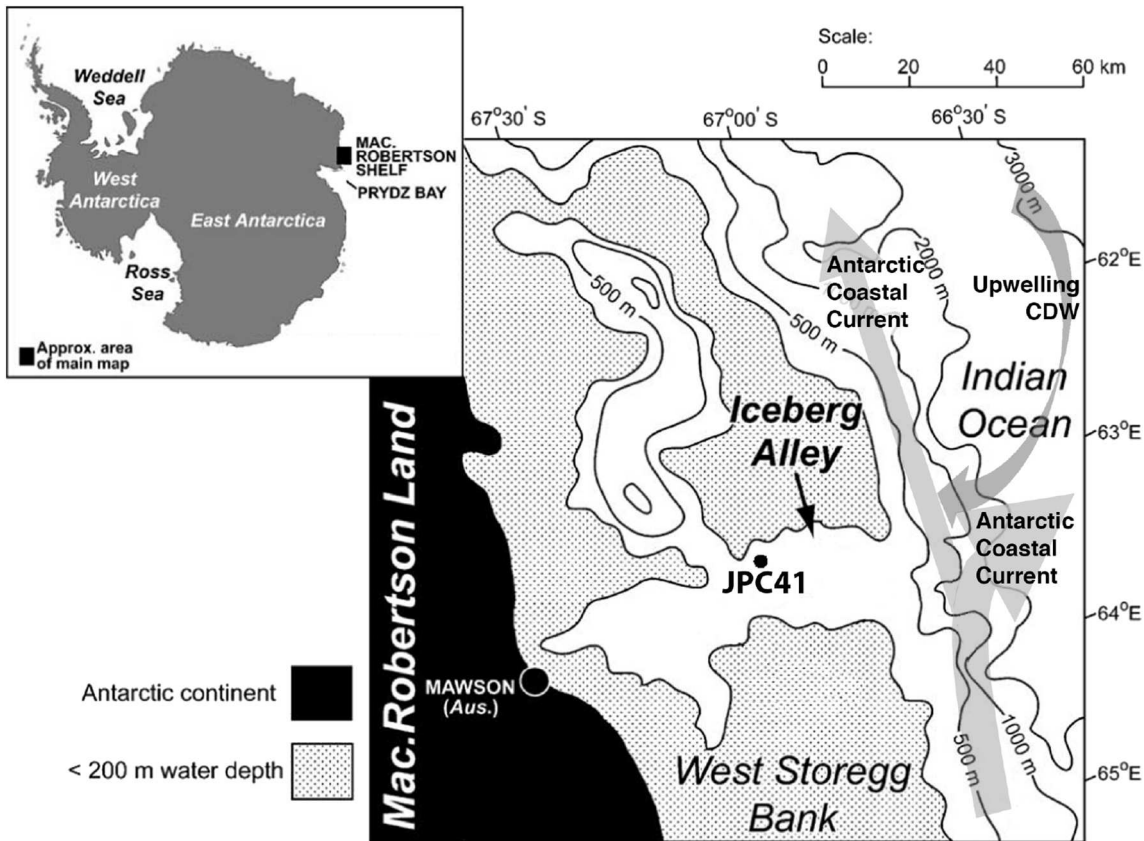 Weddell
Sea
MAC.
ROBERTSON
SHELF
PRYDZ BAY
West
Antarctica
East Antarctica
Ross
Sea
Approx. area
of main map
Scale:
0 20 40 60 km
67°30' S
67°00' S
66°30' S
3000 m
62°E
Antarctic
Coastal
Current
2000 m
Upwelling
CDW
500 m
500 m
Indian
Ocean
Iceberg
Alley
63°E
Antarctic
Coastal
Current
JPC41
64°E
Mac.Robertson Land
Antarctic continent
MAWSON
(Aus.)
< 200 m water depth
West Storegg
Bank
500 m
1000 m
65°E